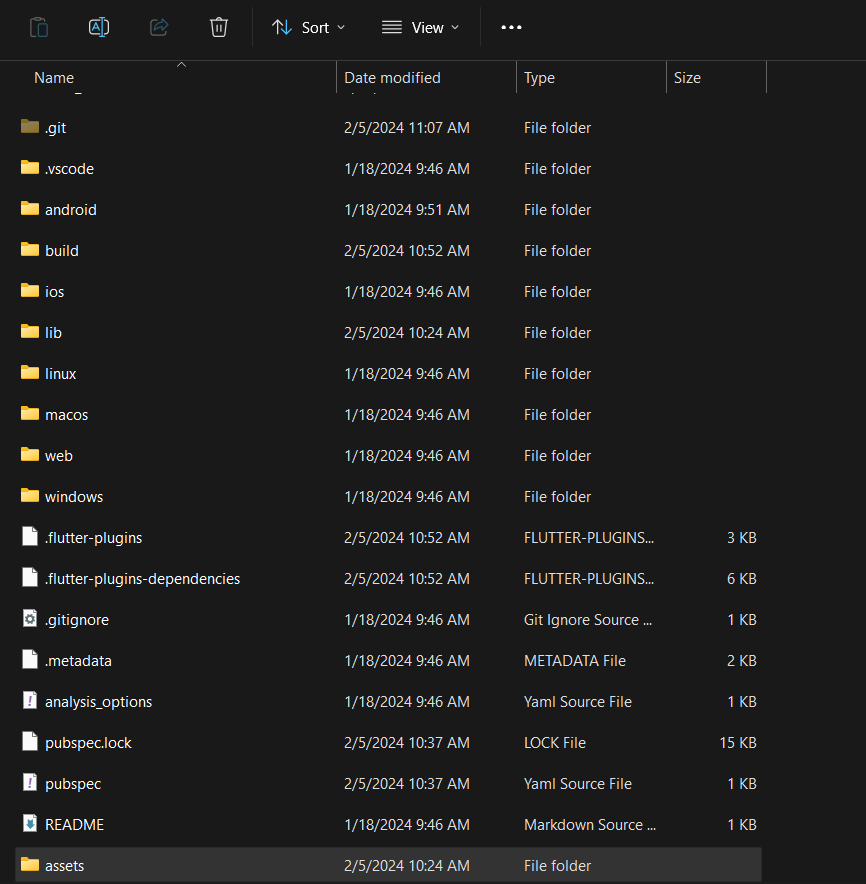 Sort View
Name Date modified Type Size
.git 2/5/2024 11:07 AM File folder
.vscode 1/18/2024 9:46 AM File folder
android 1/18/2024 9:51 AM File folder
build 2/5/2024 10:52 AM File folder
ios 1/18/2024 9:46 AM File folder
lib 2/5/2024 10:24 AM File folder
linux 1/18/2024 9:46 AM File folder
macos 1/18/2024 9:46 AM File folder
web 1/18/2024 9:46 AM File folder
windows 1/18/2024 9:46 AM File folder
.flutter-plugins 2/5/2024 10:52 AM FLUTTER-PLUGINS... 3 KB
.flutter-plugins-dependencies 2/5/2024 10:52 AM FLUTTER-PLUGINS... 6 KB
.gitignore 1/18/2024 9:46 AM Git Ignore Source ... 1 KB
.metadata 1/18/2024 9:46 AM METADATA File 2 KB
analysis_options 1/18/2024 9:46 AM Yaml Source File 1 KB
pubspec.lock 2/5/2024 10:37 AM LOCK File 15 KB
pubspec 2/5/2024 10:37 AM Yaml Source File 1 KB
README 1/18/2024 9:46 AM Markdown Source ... 1 KB
assets 2/5/2024 10:24 AM File folder